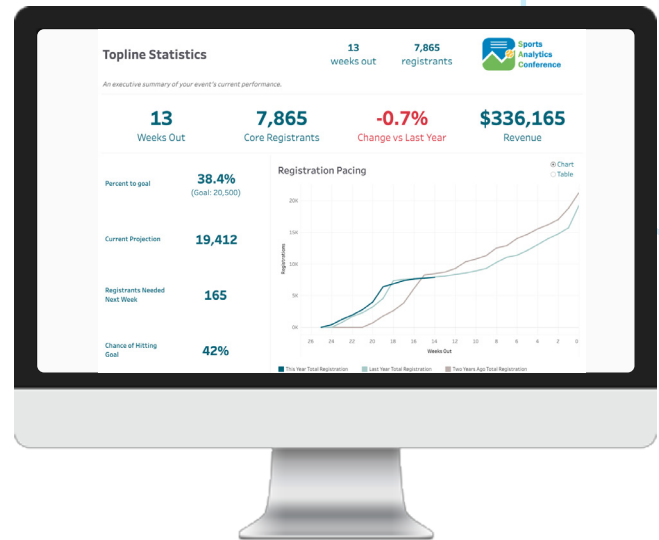 Topline Statistics
13
weeks out
7,865
registrants
Sports
Analytics
Conference
An executive summary of your event's current performance.
13
Weeks Out
7,865
Core Registrants
-0.7%
Change vs Last Year
$336,165
Revenue
Percent to goal
38.4%
(Goal: 20,500)
Current Projection
19,412
Registrants Needed
Next Week
165
Chance of Hitting
Goal
42%
Registration Pacing
Chart
Table
Registrations
20K
15K
10K
5K
0K
26 24 22 20 18 16 14 12 10 8 6 4 2 0
Weeks Out
This Year Total Registration Last Year Total Registration Two Years Ago Total Registration